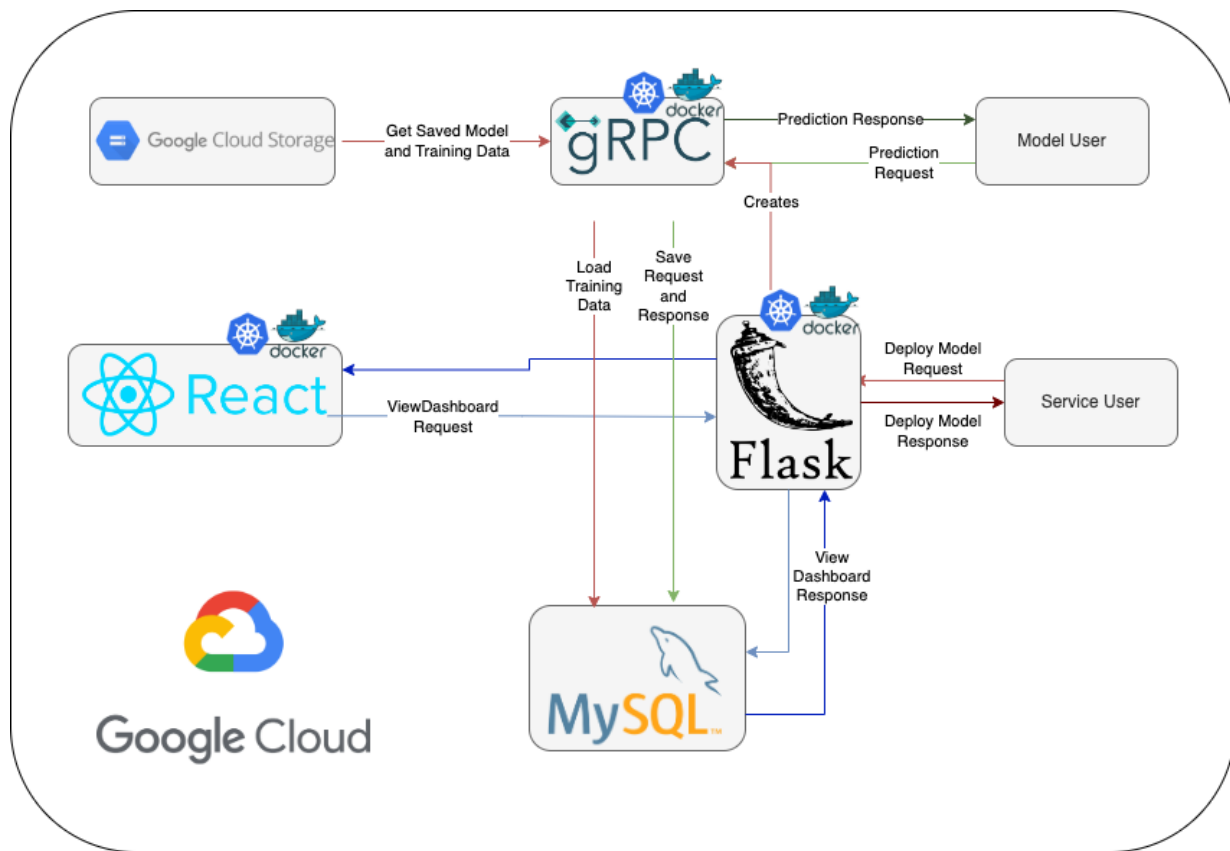 docker
Google Cloud Storage
Get Saved Model
and Training Data
gRPC
Prediction Response
Model User
Prediction
Request
Creates
Load
Training
Data
Save
Request
and
Response
docker
docker
React
ViewDashboard
Request
Flask
Deploy Model
Request
Deploy Model
Response
Service User
View
Dashboard
Response
MySQL™
Google Cloud